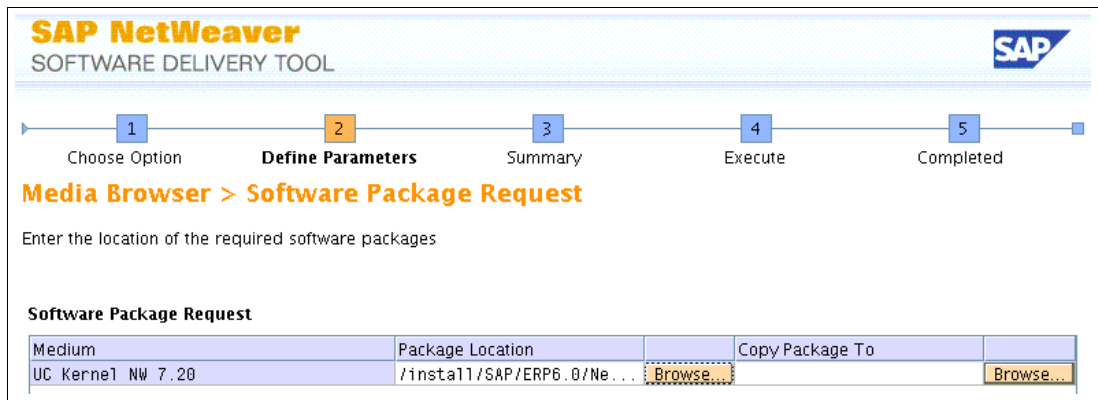 SAP NetWeaver
SOFTWARE DELIVERY TOOL
SAP
1 2 3 4 5
Choose Option Define Parameters Summary Execute Completed
Media Browser > Software Package Request
Enter the location of the required software packages
Software Package Request
Medium Package Location Copy Package To
UC Kernel NW 7.20 /install/SAP/ERP6.0/Ne... Browse... Browse...